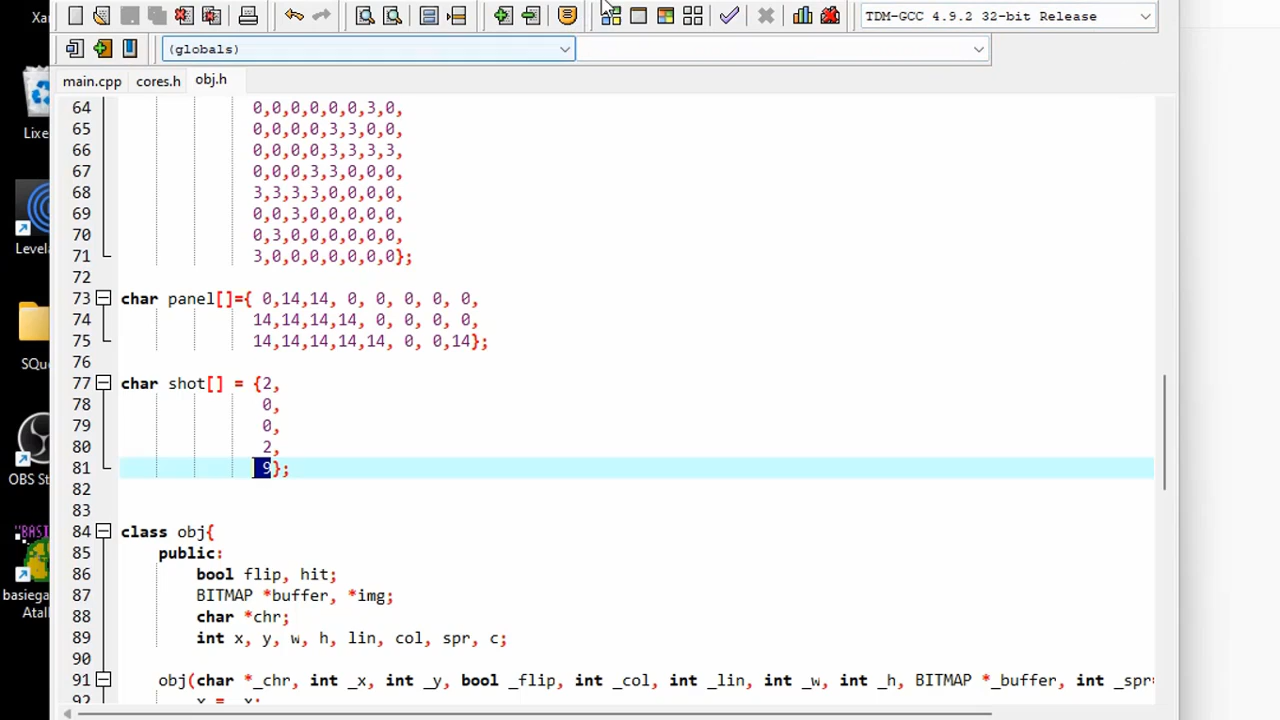 Xar
TDM-GCC 4.9.2 32-bit Release
(globals)
main.cpp cores.h obj.h
Lixe
Levela
SQue
OBS St
"BASI
basiega
Atall
64 0,0,0,0,0,0,3,0,
65 0,0,0,0,3,3,0,0,
66 0,0,0,0,3,3,3,3,
67 0,0,0,3,3,0,0,0,
68 3,3,3,3,0,0,0,0,
69 0,0,3,0,0,0,0,0,
70 0,3,0,0,0,0,0,0,
71 3,0,0,0,0,0,0,0};
72
73 char panel[]={ 0,14,14, 0, 0, 0, 0, 0,
74 14,14,14,14, 0, 0, 0, 0,
75 14,14,14,14,14, 0, 0,14};
76
77 char shot[] = {2,
78 0,
79 0,
80 2,
81 9};
82
83
84 class obj{
85 public:
86 bool flip, hit;
87 BITMAP *buffer, *img;
88 char *chr;
89 int x, y, w, h, lin, col, spr, c;
90
91 obj(char *_chr, int _x, int _y, bool _flip, int _col, int _lin, int _w, int _h, BITMAP *_buffer, int _spr=
92 x = _x;